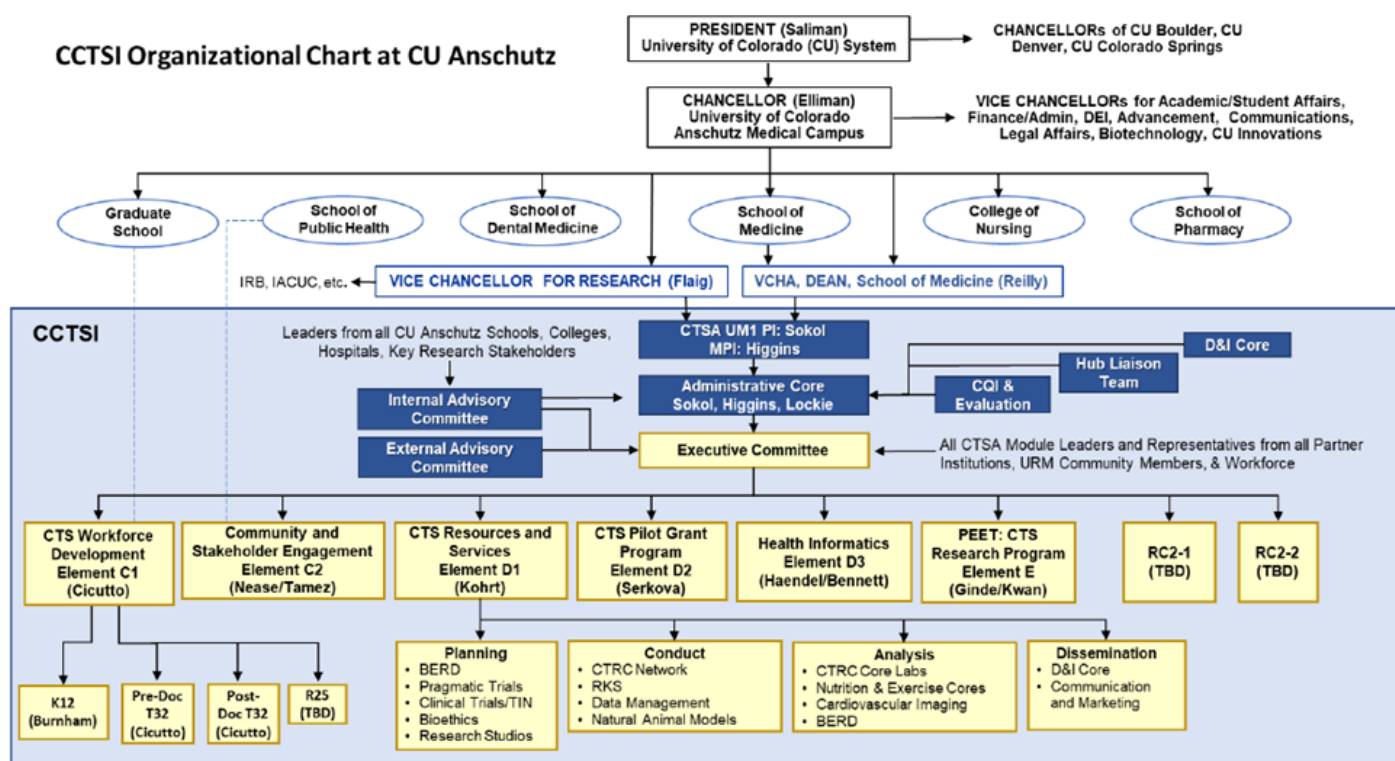 CCTSI Organizational Chart at CU Anschutz
PRESIDENT (Saliman)
University of Colorado (CU) System
CHANCELLORs of CU Boulder, CU
Denver, CU Colorado Springs
CHANCELLOR (Elliman)
University of Colorado
Anschutz Medical Campus
VICE CHANCELLORs for Academic/Student Affairs,
Finance/Admin, DEI, Advancement, Communications,
Legal Affairs, Biotechnology, CU Innovations
Graduate
School
School of
Public Health
School of
Dental Medicine
School of
Medicine
College of
Nursing
School of
Pharmacy
IRB, IACUC, etc.
VICE CHANCELLOR FOR RESEARCH (Flaig)
VCHA, DEAN, School of Medicine (Reilly)
CCTSI
Leaders from all CU Anschutz Schools, Colleges,
Hospitals, Key Research Stakeholders
CTSA UM1 PI: Sokol
MPI: Higgins
D&I Core
Hub Liaison
Team
CQI &
Evaluation
Internal Advisory
Committee
Administrative Core
Sokol, Higgins, Lockie
External Advisory
Committee
Executive Committee
All CTSA Module Leaders and Representatives from all Partner
Institutions, URM Community Members, & Workforce
CTS Workforce
Development
Element C1
(Cicutto)
Community and
Stakeholder Engagement
Element C2
(Nease/Tamez)
CTS Resources and
Services
Element D1
(Kohrt)
CTS Pilot Grant
Program
Element D2
(Serkova)
Health Informatics
Element D3
(Haendel/Bennett)
PEET: CTS
Research Program
Element E
(Ginde/Kwan)
RC2-1
(TBD)
RC2-2
(TBD)
K12
(Burnham)
Pre-Doc
T32
(Cicutto)
Post-
Doc T32
(Cicutto)
R25
(TBD)
Planning
• BERD
• Pragmatic Trials
• Clinical Trials/TIN
• Bioethics
• Research Studios
Conduct
• CTRC Network
• RKS
• Data Management
• Natural Animal Models
Analysis
• CTRC Core Labs
• Nutrition & Exercise Cores
• Cardiovascular Imaging
• BERD
Dissemination
• D&I Core
• Communication
and Marketing